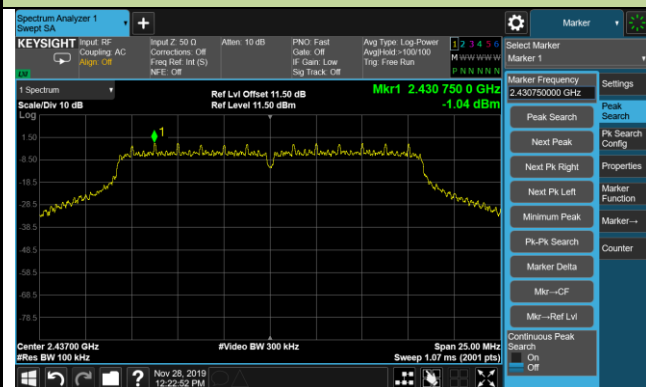 Spectrum Analyzer 1
Swept SA
+
Marker
KEYSIGHT
Input: RF
Coupling: AC
Align: Off
Input Z: 50 Ω
Corrections: Off
Freq Ref: Int (S)
NFE: Off
Atten: 10 dB
PNO: Fast
Gate: Off
IF Gain: Low
Sig Track: Off
Avg Type: Log-Power
Avg|Hold:>100/100
Trig: Free Run
1 2 3 4 5 6
M W W W W W
P N N N N N
Select Marker
Marker 1
1 Spectrum
Scale/Div 10 dB
Log
Ref Lvl Offset 11.50 dB
Ref Level 11.50 dBm
Mkr1 2.430 750 0 GHz
-1.04 dBm
1
1.50
-8.50
-18.5
-28.5
-38.5
-48.5
-58.5
-68.5
-78.5
Center 2.43700 GHz
#Res BW 100 kHz
#Video BW 300 kHz
Span 25.00 MHz
Sweep 1.07 ms (2001 pts)
Marker Frequency
2.430750000 GHz
Peak Search
Next Peak
Next Pk Right
Next Pk Left
Minimum Peak
Pk-Pk Search
Marker Delta
Mkr→CF
Mkr→Ref Lvl
Continuous Peak
Search
On
Off
Settings
Peak
Search
Pk Search
Config
Properties
Marker
Function
Marker→
Counter
?
Nov 28, 2019
12:22:52 PM